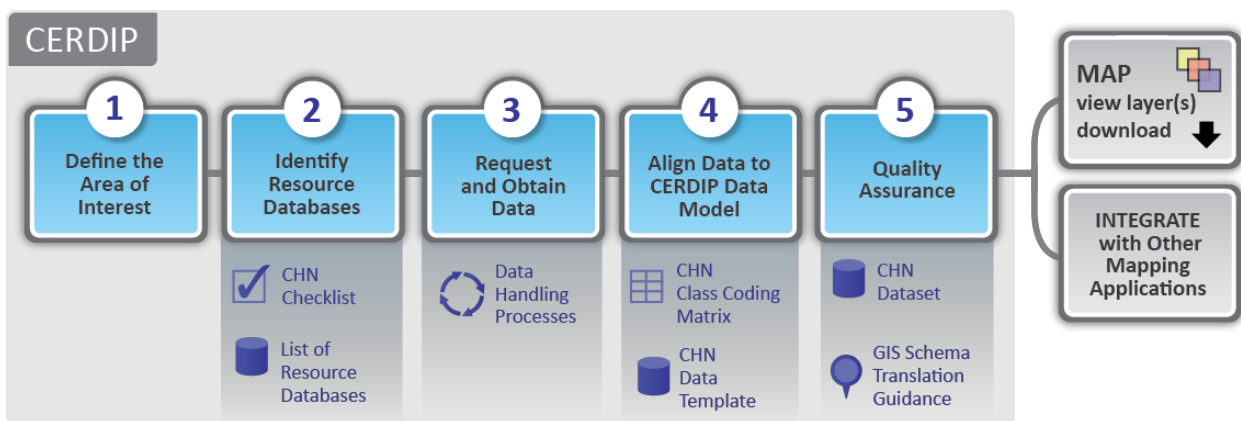 CERDIP
1
Define the
Area of
Interest
2
Identify
Resource
Databases
CHN
Checklist
List of
Resource
Databases
3
Request
and Obtain
Data
Data
Handling
Processes
4
Align Data to
CERDIP Data
Model
CHN
Class Coding
Matrix
CHN
Data
Template
5
Quality
Assurance
CHN
Dataset
GIS Schema
Translation
Guidance
MAP
view layer(s)
download
INTEGRATE
with Other
Mapping
Applications